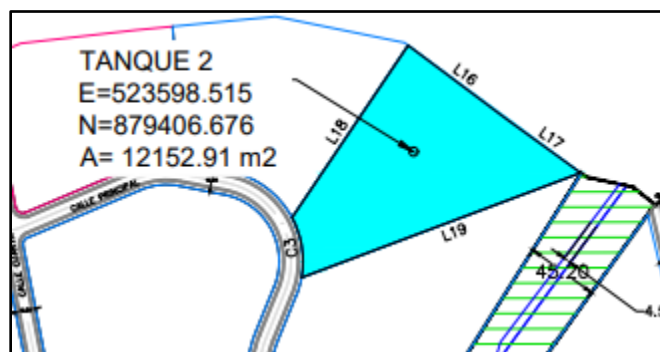 TANQUE 2
E=523598.515
N=879406.676
A= 12152.91 m2
L16
L17
L18
L19
C3
CALLE PRINCIPAL
45.20